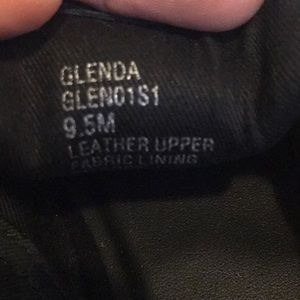 GLENDA
GLEN01S1
9.5M
LEATHER UPPER
FABRIC LINING